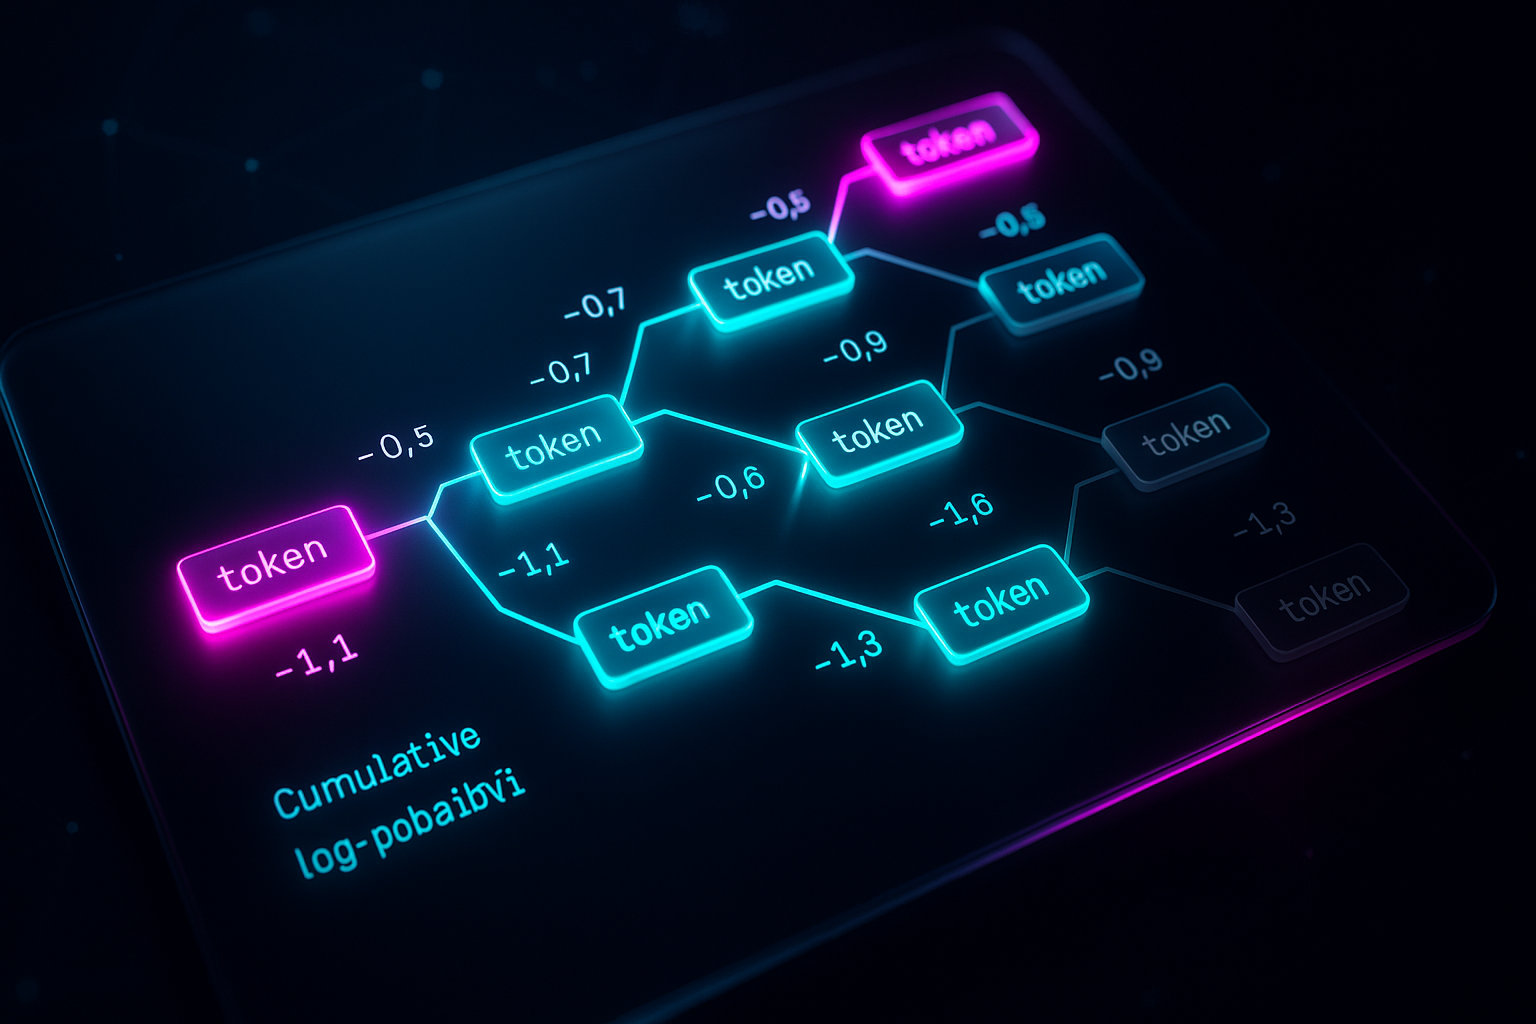 token
-0,5
-0,5
token
-0,7
token
-0,7
-0,9
-0,9
token
-0,5
token
token
-0,6
-1,6
-1,3
token
-1,1
token
token
token
-1,1
-1,3
Cumulative
log-pobaibvi